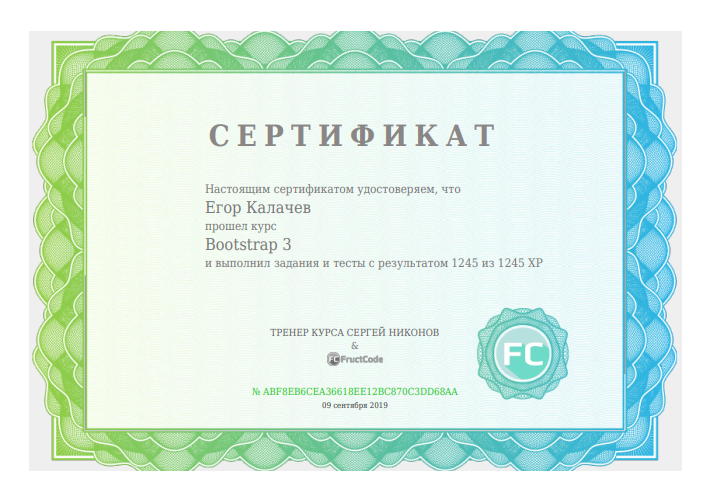 СЕРТИФИКАТ
Настоящим сертификатом удостоверяем, что
Егор Калачев
прошел курс
Bootstrap 3
и выполнил задания и тесты с результатом 1245 из 1245 XP
ТРЕНЕР КУРСА СЕРГЕЙ НИКОНОВ
&
FC FructCode
FC
№ ABF8EB6CEA36618EE12BC870C3DD68AA
09 сентября 2019